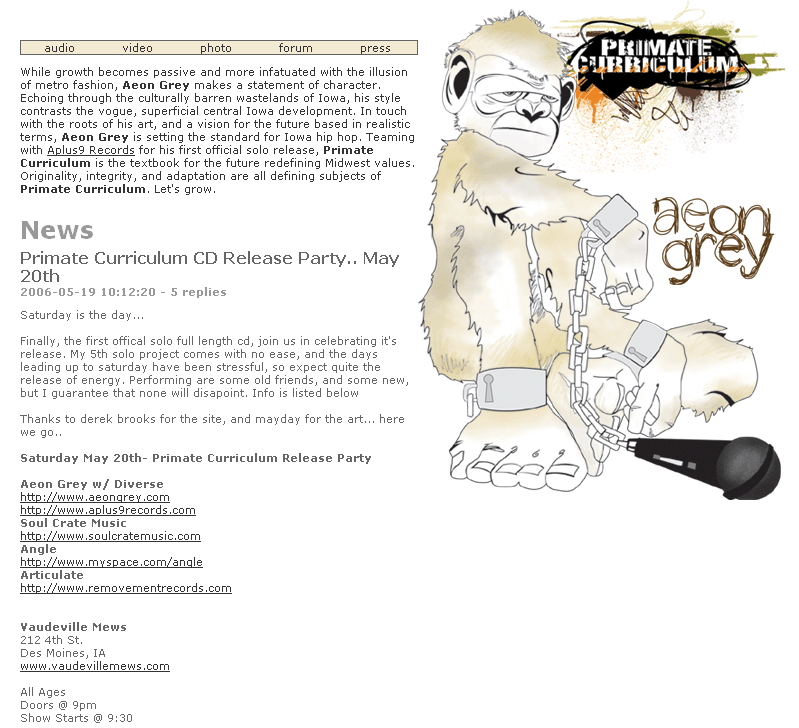 audio video photo forum press
While growth becomes passive and more infatuated with the illusion
of metro fashion, Aeon Grey makes a statement of character.
Echoing through the culturally barren wastelands of Iowa, his style
contrasts the vogue, superficial central Iowa development. In touch
with the roots of his art, and a vision for the future based in realistic
terms, Aeon Grey is setting the standard for Iowa hip hop. Teaming
with Aplus9 Records for his first official solo release, Primate
Curriculum is the textbook for the future redefining Midwest values.
Originality, integrity, and adaptation are all defining subjects of
Primate Curriculum. Let's grow.
News
Primate Curriculum CD Release Party.. May
20th
2006-05-19 10:12:20 - 5 replies
Saturday is the day...
Finally, the first offical solo full length cd, join us in celebrating it's
release. My 5th solo project comes with no ease, and the days
leading up to saturday have been stressful, so expect quite the
release of energy. Performing are some old friends, and some new,
but I guarantee that none will disapoint. Info is listed below
Thanks to derek brooks for the site, and mayday for the art... here
we go..
Saturday May 20th- Primate Curriculum Release Party
Aeon Grey w/ Diverse
http://www.aeongrey.com
http://www.aplus9records.com
Soul Crate Music
http://www.soulcratemusic.com
Angle
http://www.myspace.com/angle
Articulate
http://www.removementrecords.com
Vaudeville Mews
212 4th St.
Des Moines, IA
www.vaudevillemews.com
All Ages
Doors @ 9pm
Show Starts @ 9:30
PRIMATE
CURRICULUM
aeon
grey